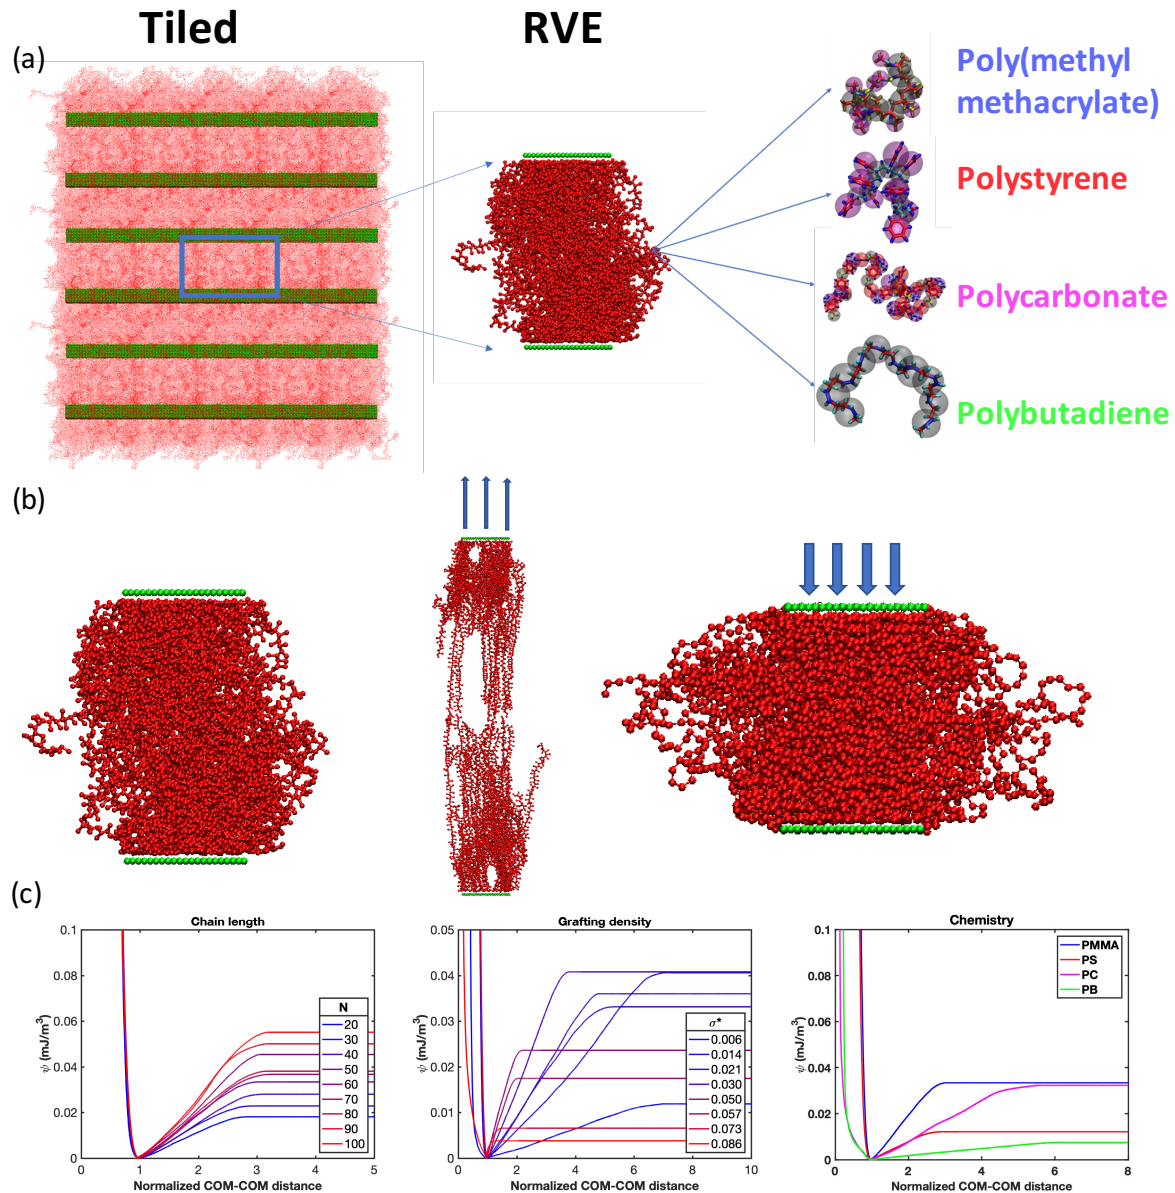 Tiled
RVE
(a)
Poly(methyl
methacrylate)
Polystyrene
Polycarbonate
Polybutadiene
(b)
(c)
Chain length
0.1
0.08
0.06
0.04
0.02
0
ψ (mJ/m³)
0
1
2
3
4
5
Normalized COM-COM distance
N
20
30
40
50
60
70
80
90
100
Grafting density
0.05
0.04
0.03
0.02
0.01
0
ψ (mJ/m³)
0
2
4
6
8
10
Normalized COM-COM distance
σ*
0.006
0.014
0.021
0.030
0.050
0.057
0.073
0.086
Chemistry
0.1
0.08
0.06
0.04
0.02
0
ψ (mJ/m³)
0
2
4
6
8
Normalized COM-COM distance
PMMA
PS
PC
PB